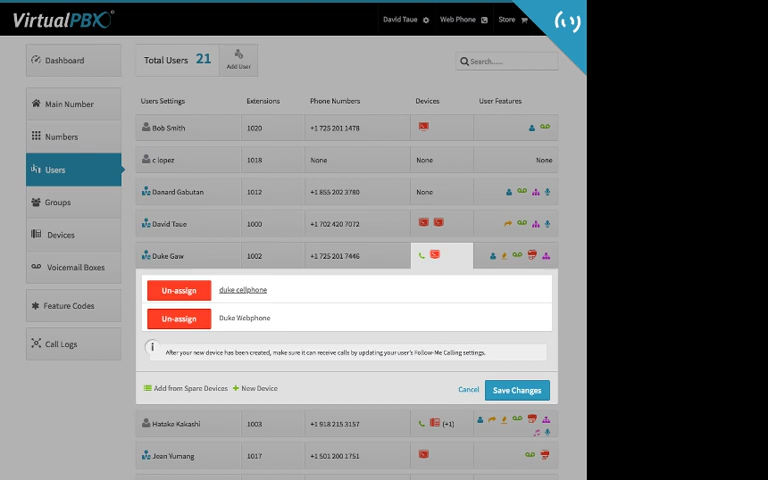 VirtualPBX
David Taue Web Phone Store
Dashboard
Total Users 21 Add User
Search......
Main Number
Numbers
Users
Groups
Devices
Voicemail Boxes
Feature Codes
Call Logs
Users Settings Extensions Phone Numbers Devices User Features
Bob Smith 1020 +1 725 201 1478
c lopez 1018 None None None
Danard Gabutan 1012 +1 855 202 3780 None
David Taue 1000 +1 702 420 7072
Duke Gaw 1002 +1 725 201 7446
Un-assign duke cellphone
Un-assign Duke Webphone
i After your new device has been created, make sure it can receive calls by updating your user's Follow-Me Calling settings.
Add from Spare Devices + New Device Cancel Save Changes
Hatake Kakashi 1003 +1 918 215 3157 (+1)
Jean Yumang 1017 +1 501 200 1751